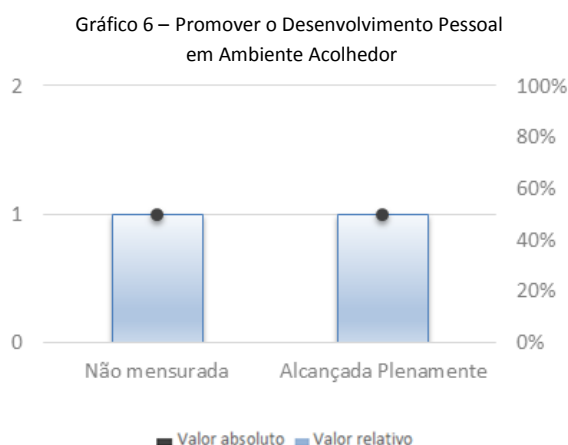 Gráfico 6 – Promover o Desenvolvimento Pessoal
em Ambiente Acolhedor
2 100%
80%
60%
1
40%
20%
0 0%
Não mensurada Alcançada Plenamente
Valor absoluto Valor relativo